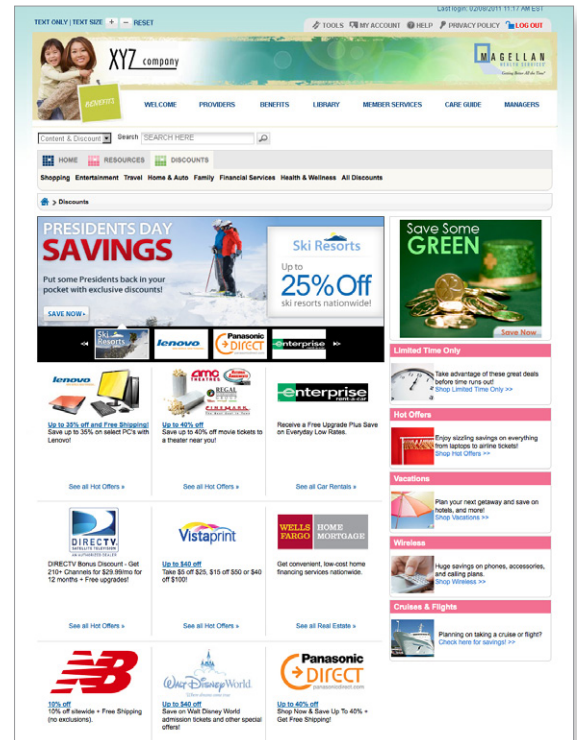 Last login: 02/08/2011 11:17 AM EST
TEXT ONLY | TEXT SIZE + - RESET
TOOLS MY ACCOUNT HELP PRIVACY POLICY LOG OUT
XYZ company
MAGELLAN
HEALTH SERVICES
Getting Better All the Time
BENEFITS
WELCOME PROVIDERS BENEFITS LIBRARY MEMBER SERVICES CARE GUIDE MANAGERS
Content & Discount Search SEARCH HERE
HOME RESOURCES DISCOUNTS
Shopping Entertainment Travel Home & Auto Family Financial Services Health & Wellness All Discounts
> Discounts
PRESIDENTS DAY
SAVINGS
Put some Presidents back in your
pocket with exclusive discounts!
SAVE NOW
Ski Resorts
Up to
25% Off
ski resorts nationwide!
Ski Resorts
lenovo
Panasonic
DIRECT
enterprise
Save Some
GREEN
Save Now
Limited Time Only
Take advantage of these great deals
before time runs out!
Shop Limited Time Only >>
Hot Offers
Enjoy sizzling savings on everything
from laptops to airline tickets!
Shop Hot Offers >>
Vacations
Plan your next getaway and save on
hotels, and more!
Shop Vacations >>
Wireless
Huge savings on phones, accessories,
and calling plans.
Shop Wireless >>
Cruises & Flights
Planning on taking a cruise or flight?
Check here for savings! >>
lenovo
Up to 35% off and Free Shipping!
Save up to 35% on select PC's with
Lenovo!
See all Hot Offers »
amc
THEATRES
REGAL
CINEMARK
Up to 40% off
Save up to 40% off movie tickets to
a theater near you!
See all Hot Offers »
enterprise
rent-a-car
Receive a Free Upgrade Plus Save
on Everyday Low Rates.
See all Car Rentals »
DIRECTV
SATELLITE TELEVISION
AN AUTHORIZED DEALER
DIRECTV Bonus Discount - Get
210+ Channels for $29.99/mo for
12 months + Free upgrades!
See all Hot Offers »
Vistaprint
Up to $40 off
Take $5 off $25, $15 off $50 or $40
off $100!
See all Hot Offers »
WELLS FARGO
HOME MORTGAGE
Get convenient, low-cost home
financing services nationwide.
See all Real Estate »
NB
10% off
10% off sitewide + Free Shipping
(no exclusions).
Walt Disney World
Up to $40 off
Save on Walt Disney World
admission tickets and other special
offers!
Panasonic
DIRECT
panasonicdirect.com
Up to 40% off
Shop Now & Save Up To 40% +
Get Free Shipping!